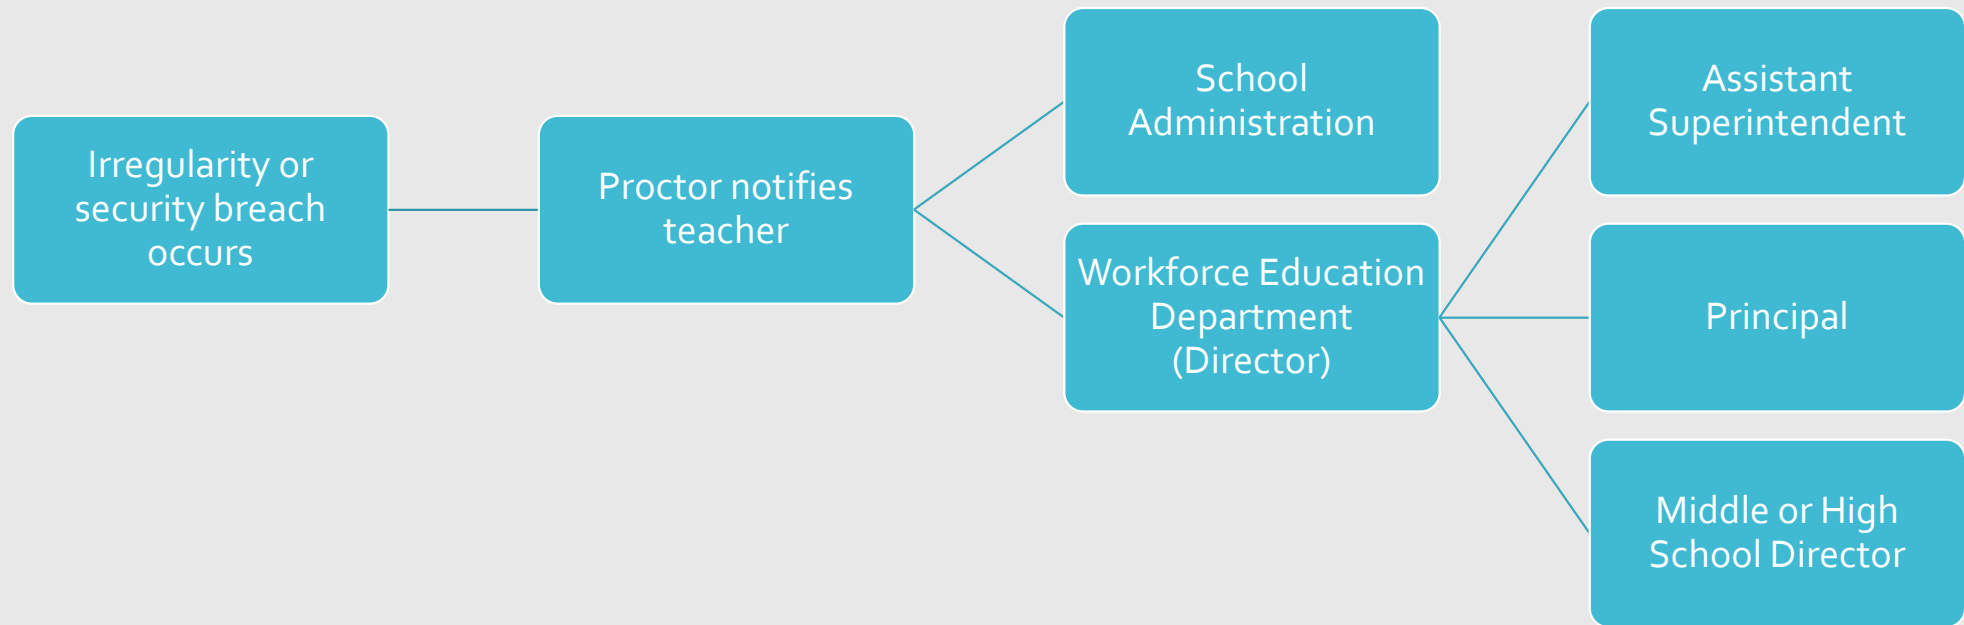 Irregularity or
security breach
occurs
Proctor notifies
teacher
School
Administration
Workforce Education
Department
(Director)
Assistant
Superintendent
Principal
Middle or High
School Director